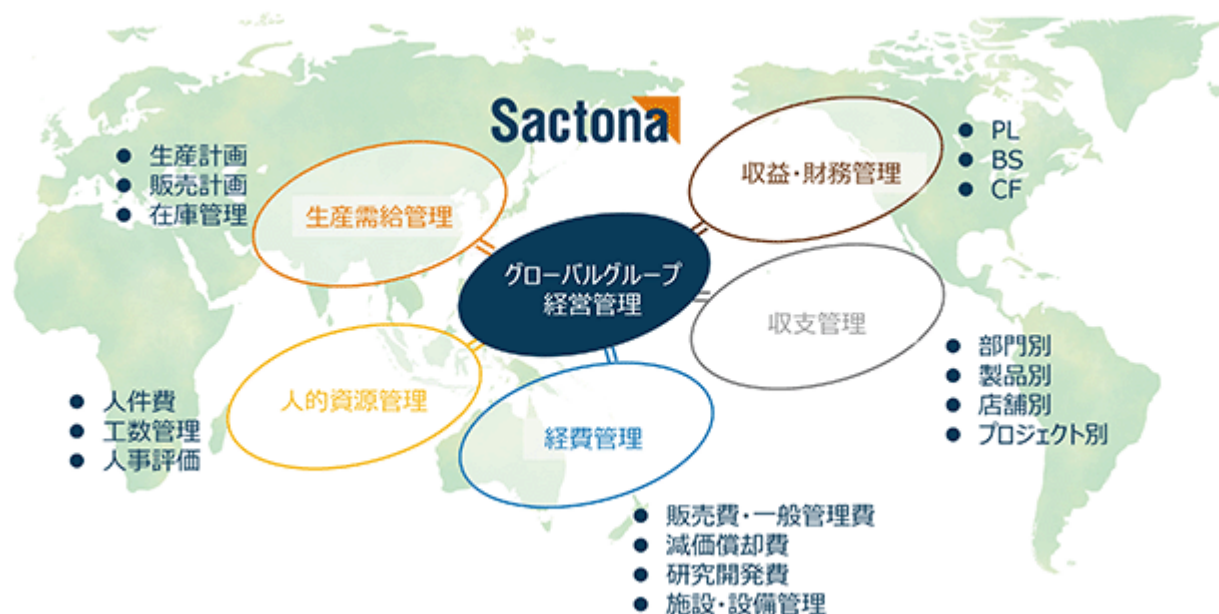 Sactona
● 生産計画
● 販売計画
● 在庫管理
生産需給管理
収益・財務管理
● PL
● BS
● CF
グローバルグループ
経営管理
収支管理
● 部門別
● 製品別
● 店舗別
● プロジェクト別
人的資源管理
● 人件費
● 工数管理
● 人事評価
経費管理
● 販売費・一般管理費
● 減価償却費
● 研究開発費
● 施設・設備管理